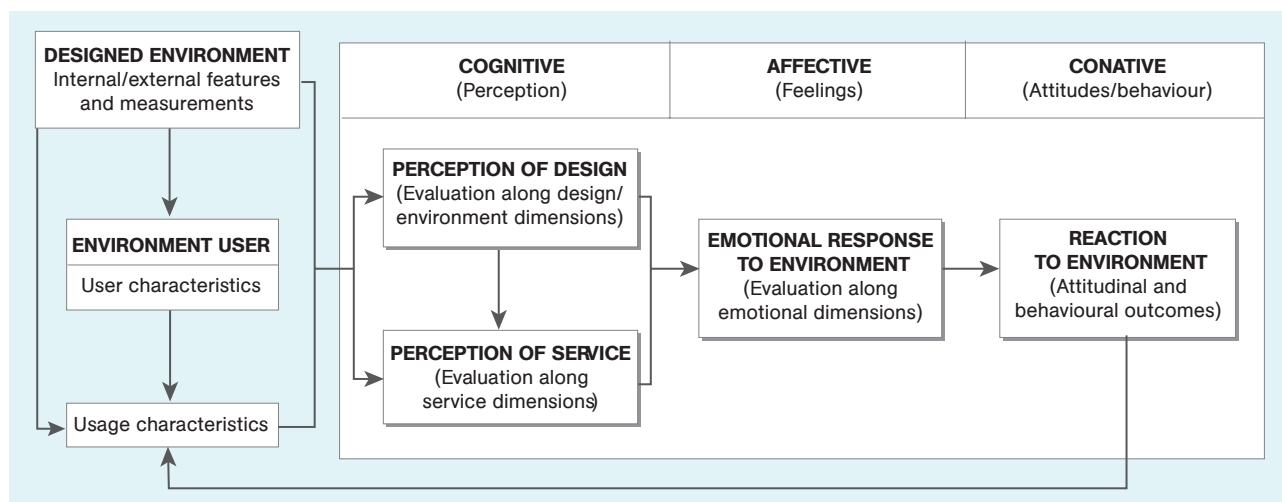 DESIGNED ENVIRONMENT
Internal/external features
and measurements
ENVIRONMENT USER
User characteristics
Usage characteristics
COGNITIVE
(Perception)
AFFECTIVE
(Feelings)
CONATIVE
(Attitudes/behaviour)
PERCEPTION OF DESIGN
(Evaluation along design/
environment dimensions)
PERCEPTION OF SERVICE
(Evaluation along
service dimensions)
EMOTIONAL RESPONSE
TO ENVIRONMENT
(Evaluation along
emotional dimensions)
REACTION
TO ENVIRONMENT
(Attitudinal and
behavioural outcomes)